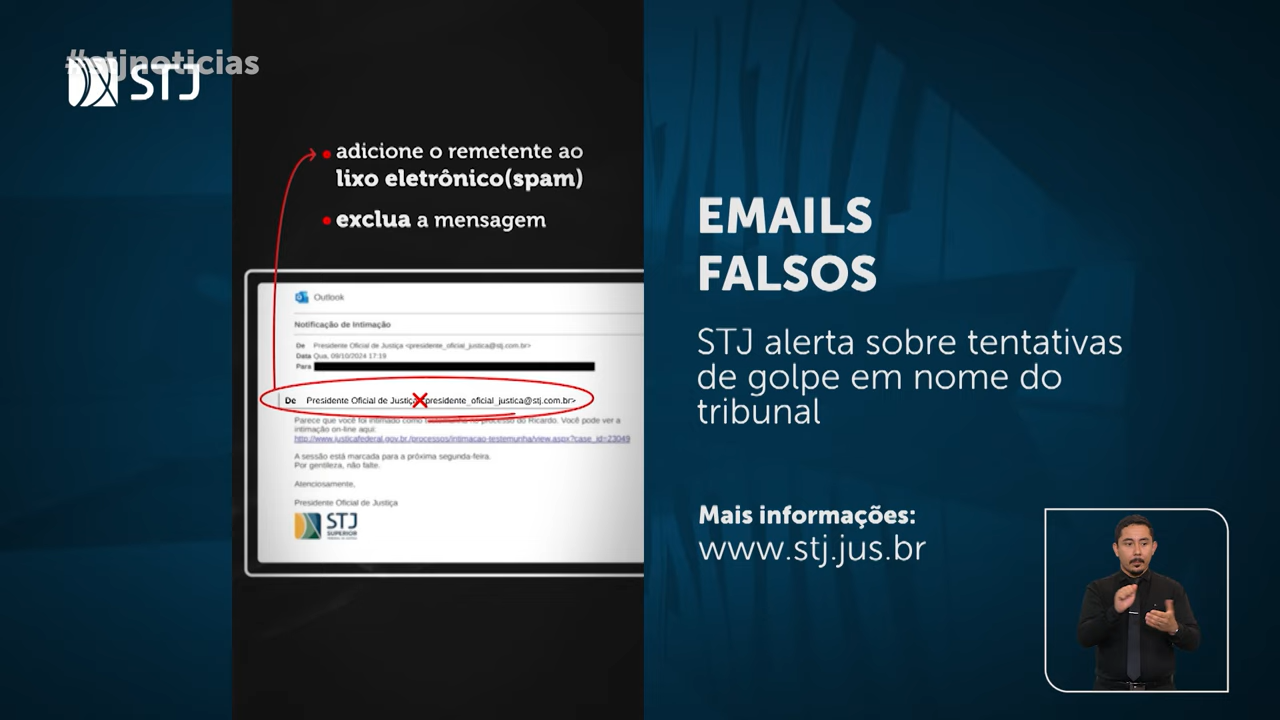 #stjnoticias
STJ
adicione o remetente ao
lixo eletrônico(spam)
exclua a mensagem
Outlook
Notificação de Intimação
De Presidente Oficial de Justiça <presidente_oficial_justica@stj.com.br>
Data Qua, 09/10/2024 17:19
Para
De Presidente Oficial de Justiça <presidente_oficial_justica@stj.com.br>
Parece que você foi intimado como testemunha no processo do Ricardo. Você pode ver a
intimação on-line aqui:
http://www.justicafederal.gov.br./processos/intimacao-testemunha/view.aspx?case_id=23049
A sessão está marcada para a próxima segunda-feira.
Por gentileza, não falte.
Atenciosamente,
Presidente Oficial de Justiça
STJ
SUPERIOR
TRIBUNAL DE JUSTIÇA
EMAILS
FALSOS
STJ alerta sobre tentativas
de golpe em nome do
tribunal
Mais informações:
www.stj.jus.br